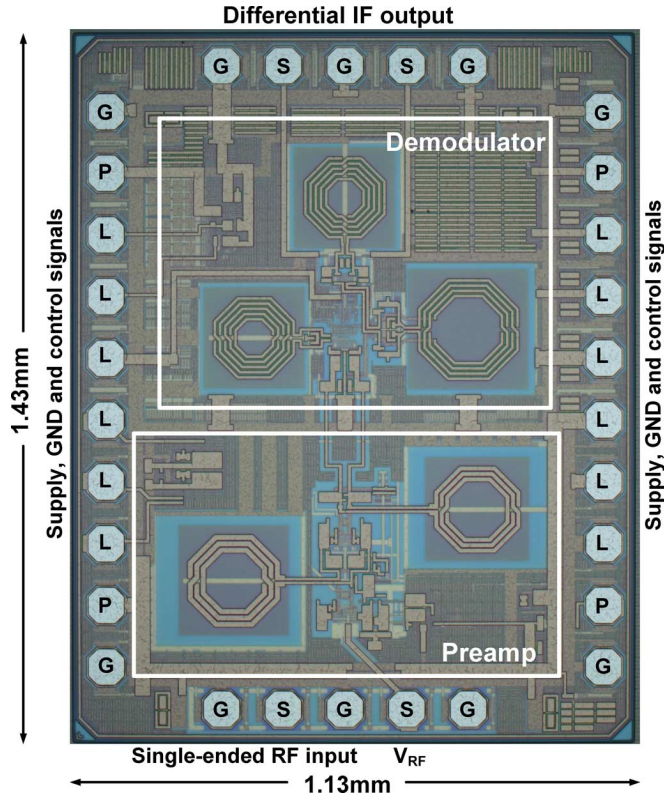 Differential IF output
G S G S G
G G
Demodulator
P P
L L
L L
L L
L L
L L
L L
P P
Preamp
G G
G S G S G
Supply, GND and control signals
Supply, GND and control signals
1.43mm
Single-ended RF input VRF
1.13mm